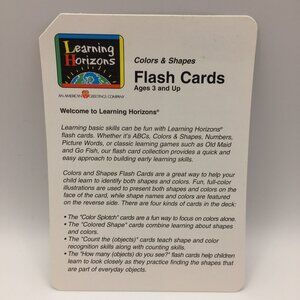 Learning
Horizons
AN AMERICAN GREETINGS COMPANY
Colors & Shapes
Flash Cards
Ages 3 and Up
Welcome to Learning Horizons®
Learning basic skills can be fun with Learning Horizons®
flash cards. Whether it's ABCs, Colors & Shapes, Numbers,
Picture Words, or classic learning games such as Old Maid
and Go Fish, our flash card collection provides a quick and
easy approach to building early learning skills.
Colors and Shapes Flash Cards are a great way to help your
child learn to identify both shapes and colors. Fun, full-color
illustrations are used to present both shapes and colors on the
face of the card, while shape names and colors are featured
on the reverse side. There are four kinds of cards in the deck:
• The "Color Splotch" cards are a fun way to focus on colors alone.
• The "Colored Shape" cards combine learning about shapes
and colors.
• The "Count the (objects)" cards teach shape and color
recognition skills along with counting skills.
• The "How many (objects) do you see?" flash cards help children
learn to look closely as they practice finding the shapes that
are part of everyday objects.